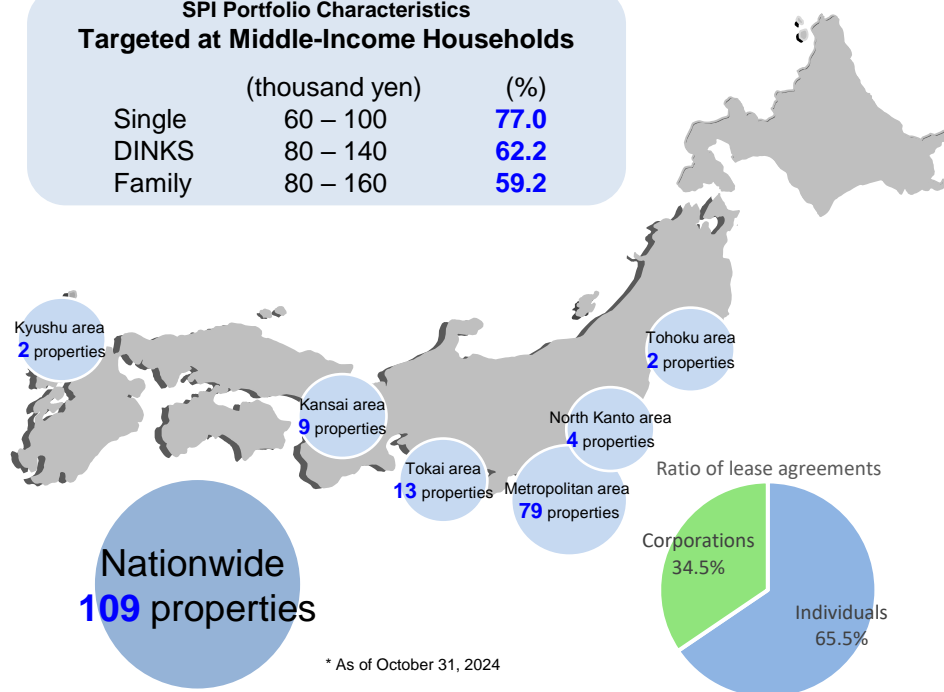 SPI Portfolio Characteristics
Targeted at Middle-Income Households
(thousand yen) (%)
Single 60 – 100 77.0
DINKS 80 – 140 62.2
Family 80 – 160 59.2
Kyushu area
2 properties
Tohoku area
2 properties
Kansai area
9 properties
North Kanto area
4 properties
Tokai area
13 properties
Metropolitan area
79 properties
Ratio of lease agreements
Corporations
34.5%
Individuals
65.5%
Nationwide
109 properties
* As of October 31, 2024